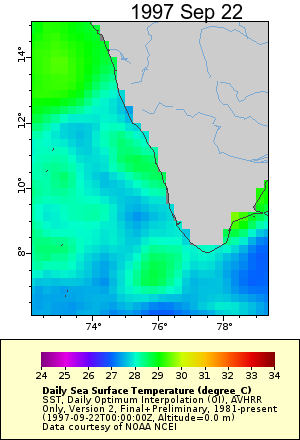 1997 Sep 22
14°
12°
10°
8°
74° 76° 78°
24 25 26 27 28 29 30 31 32 33 34
Daily Sea Surface Temperature (degree_C)
SST, Daily Optimum Interpolation (OI), AVHRR
Only, Version 2, Final+Preliminary, 1981-present
(1997-09-22T00:00:00Z, Altitude=0.0 m)
Data courtesy of NOAA NCEI